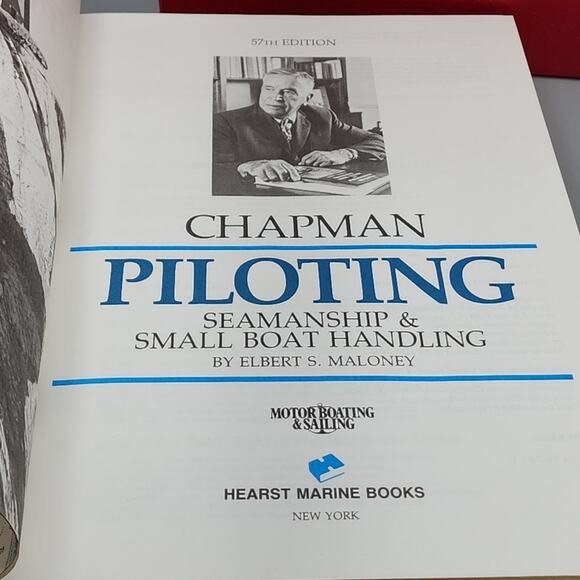 57TH EDITION
CHAPMAN
PILOTING
SEAMANSHIP &
SMALL BOAT HANDLING
BY ELBERT S. MALONEY
MOTOR BOATING
& SAILING
HEARST MARINE BOOKS
NEW YORK